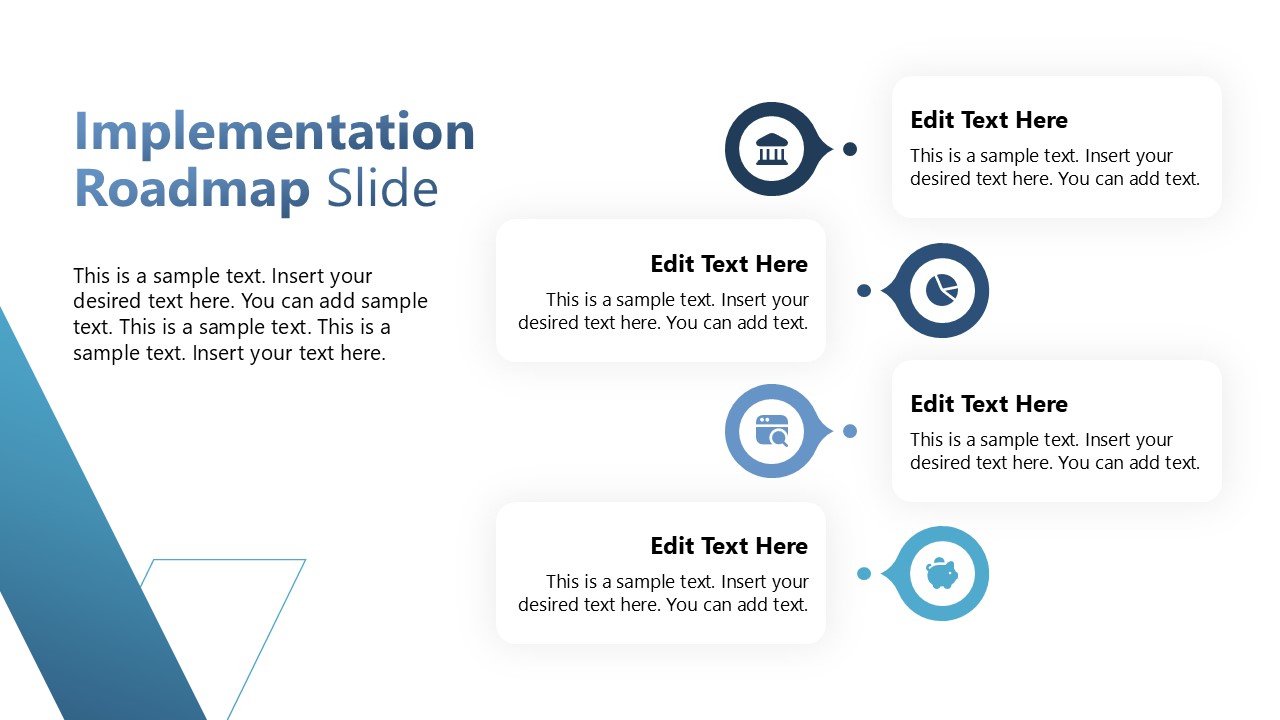 Implementation
Roadmap Slide
This is a sample text. Insert your
desired text here. You can add sample
text. This is a sample text. This is a
sample text. Insert your text here.
Edit Text Here
This is a sample text. Insert your
desired text here. You can add text.
Edit Text Here
This is a sample text. Insert your
desired text here. You can add text.
Edit Text Here
This is a sample text. Insert your
desired text here. You can add text.
Edit Text Here
This is a sample text. Insert your
desired text here. You can add text.